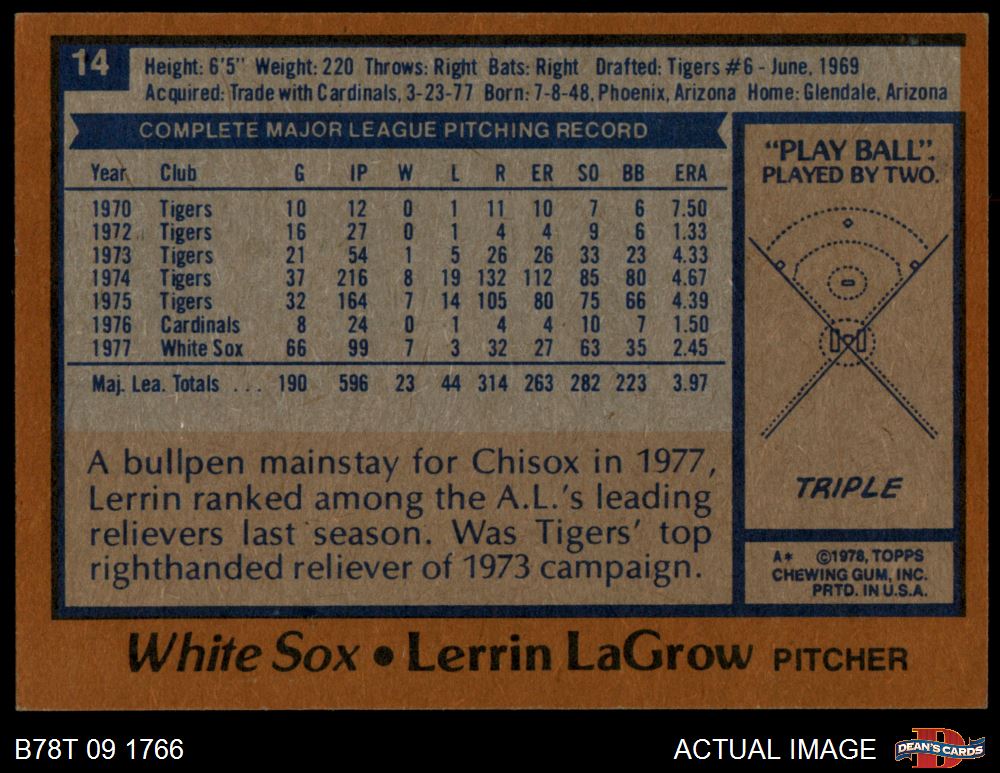 14
Height: 6'5" Weight: 220 Throws: Right Bats: Right Drafted: Tigers #6 - June, 1969
Acquired: Trade with Cardinals, 3-23-77 Born: 7-8-48, Phoenix, Arizona Home: Glendale, Arizona
COMPLETE MAJOR LEAGUE PITCHING RECORD
Year Club G IP W L R ER SO BB ERA
1970 Tigers 10 12 0 1 11 10 7 6 7.50
1972 Tigers 16 27 0 1 4 4 9 6 1.33
1973 Tigers 21 54 1 5 26 26 33 23 4.33
1974 Tigers 37 216 8 19 132 112 85 80 4.67
1975 Tigers 32 164 7 14 105 80 75 66 4.39
1976 Cardinals 8 24 0 1 4 4 10 7 1.50
1977 White Sox 66 99 7 3 32 27 63 35 2.45
Maj. Lea. Totals ... 190 596 23 44 314 263 282 223 3.97
A bullpen mainstay for Chisox in 1977,
Lerrin ranked among the A.L.'s leading
relievers last season. Was Tigers' top
righthanded reliever of 1973 campaign.
"PLAY BALL".
PLAYED BY TWO.
TRIPLE
A* ©1978, TOPPS
CHEWING GUM, INC.
PRTD. IN U.S.A.
White Sox • Lerrin LaGrow PITCHER
B78T 09 1766
ACTUAL IMAGE
D
DEAN'S CARDS